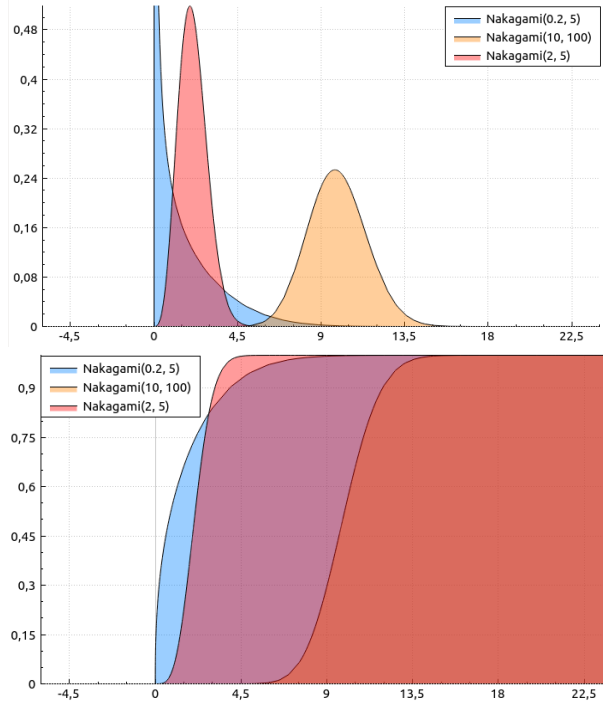 0,48
0,4
0,32
0,24
0,16
0,08
0
Nakagami(0.2, 5)
Nakagami(10, 100)
Nakagami(2, 5)
-4,5 0 4,5 9 13,5 18 22,5
Nakagami(0.2, 5)
Nakagami(10, 100)
Nakagami(2, 5)
0,9
0,75
0,6
0,45
0,3
0,15
0
-4,5 0 4,5 9 13,5 18 22,5